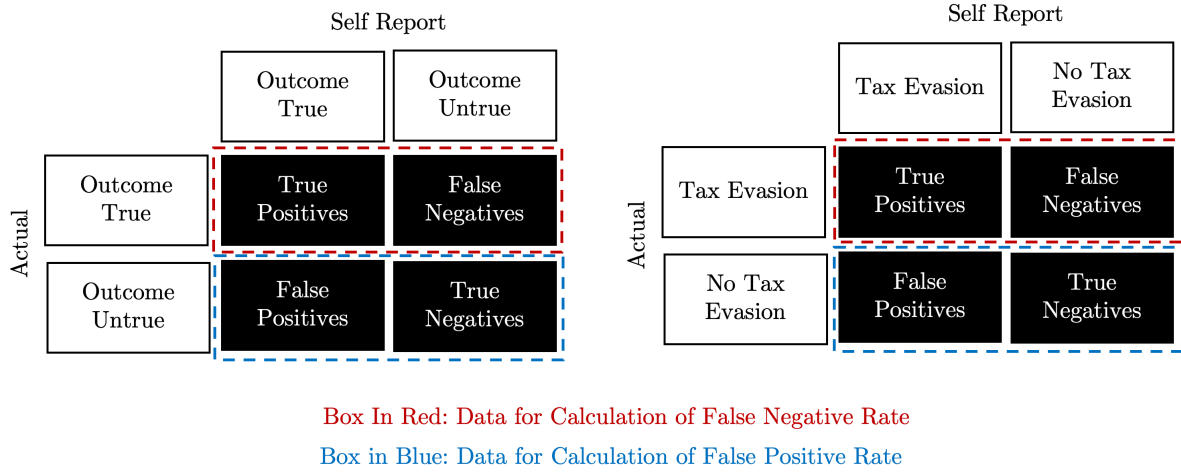 Self Report
Outcome
True
Outcome
Untrue
Actual
Outcome
True
True
Positives
False
Negatives
Outcome
Untrue
False
Positives
True
Negatives
Self Report
Tax Evasion
No Tax
Evasion
Actual
Tax Evasion
True
Positives
False
Negatives
No Tax
Evasion
False
Positives
True
Negatives
Box In Red: Data for Calculation of False Negative Rate
Box in Blue: Data for Calculation of False Positive Rate